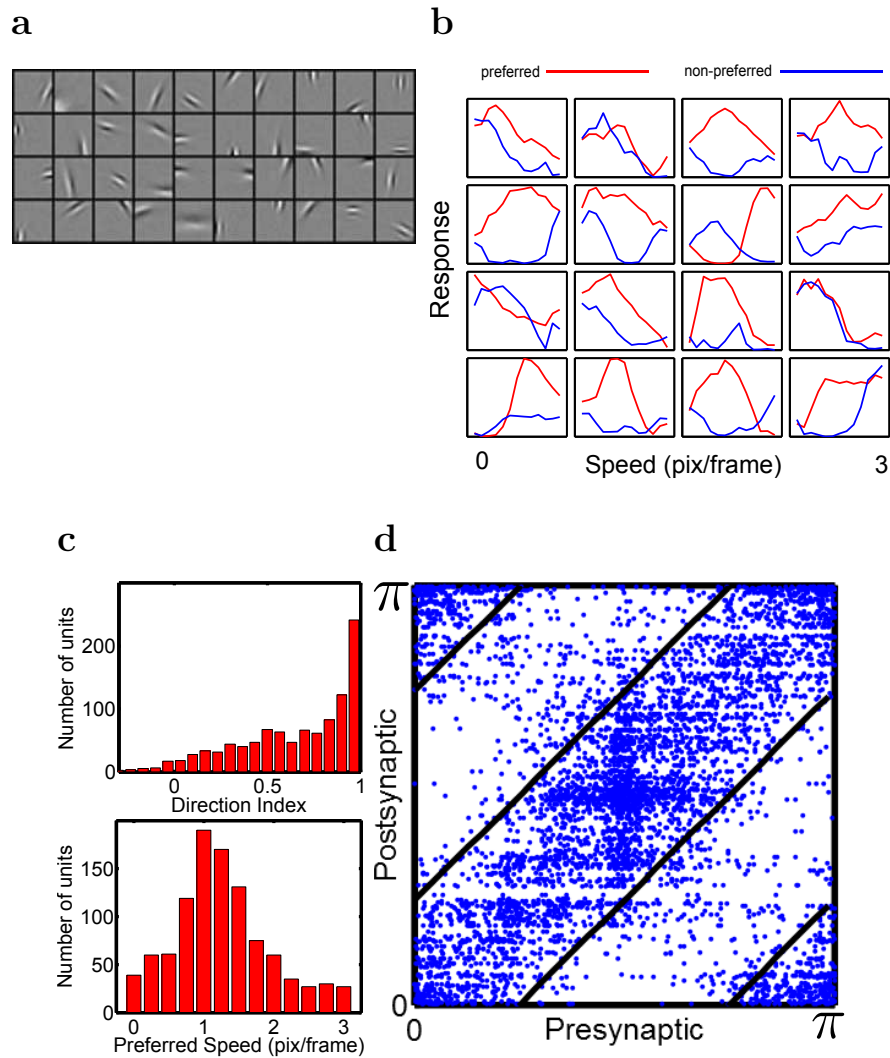 a
b
preferred
non-preferred
Response
0
Speed (pix/frame)
3
c
Number of units
200
100
0
0
0.5
1
Direction Index
Number of units
150
100
50
0
0
1
2
3
Preferred Speed (pix/frame)
d
π
Postsynaptic
0
0
Presynaptic
π